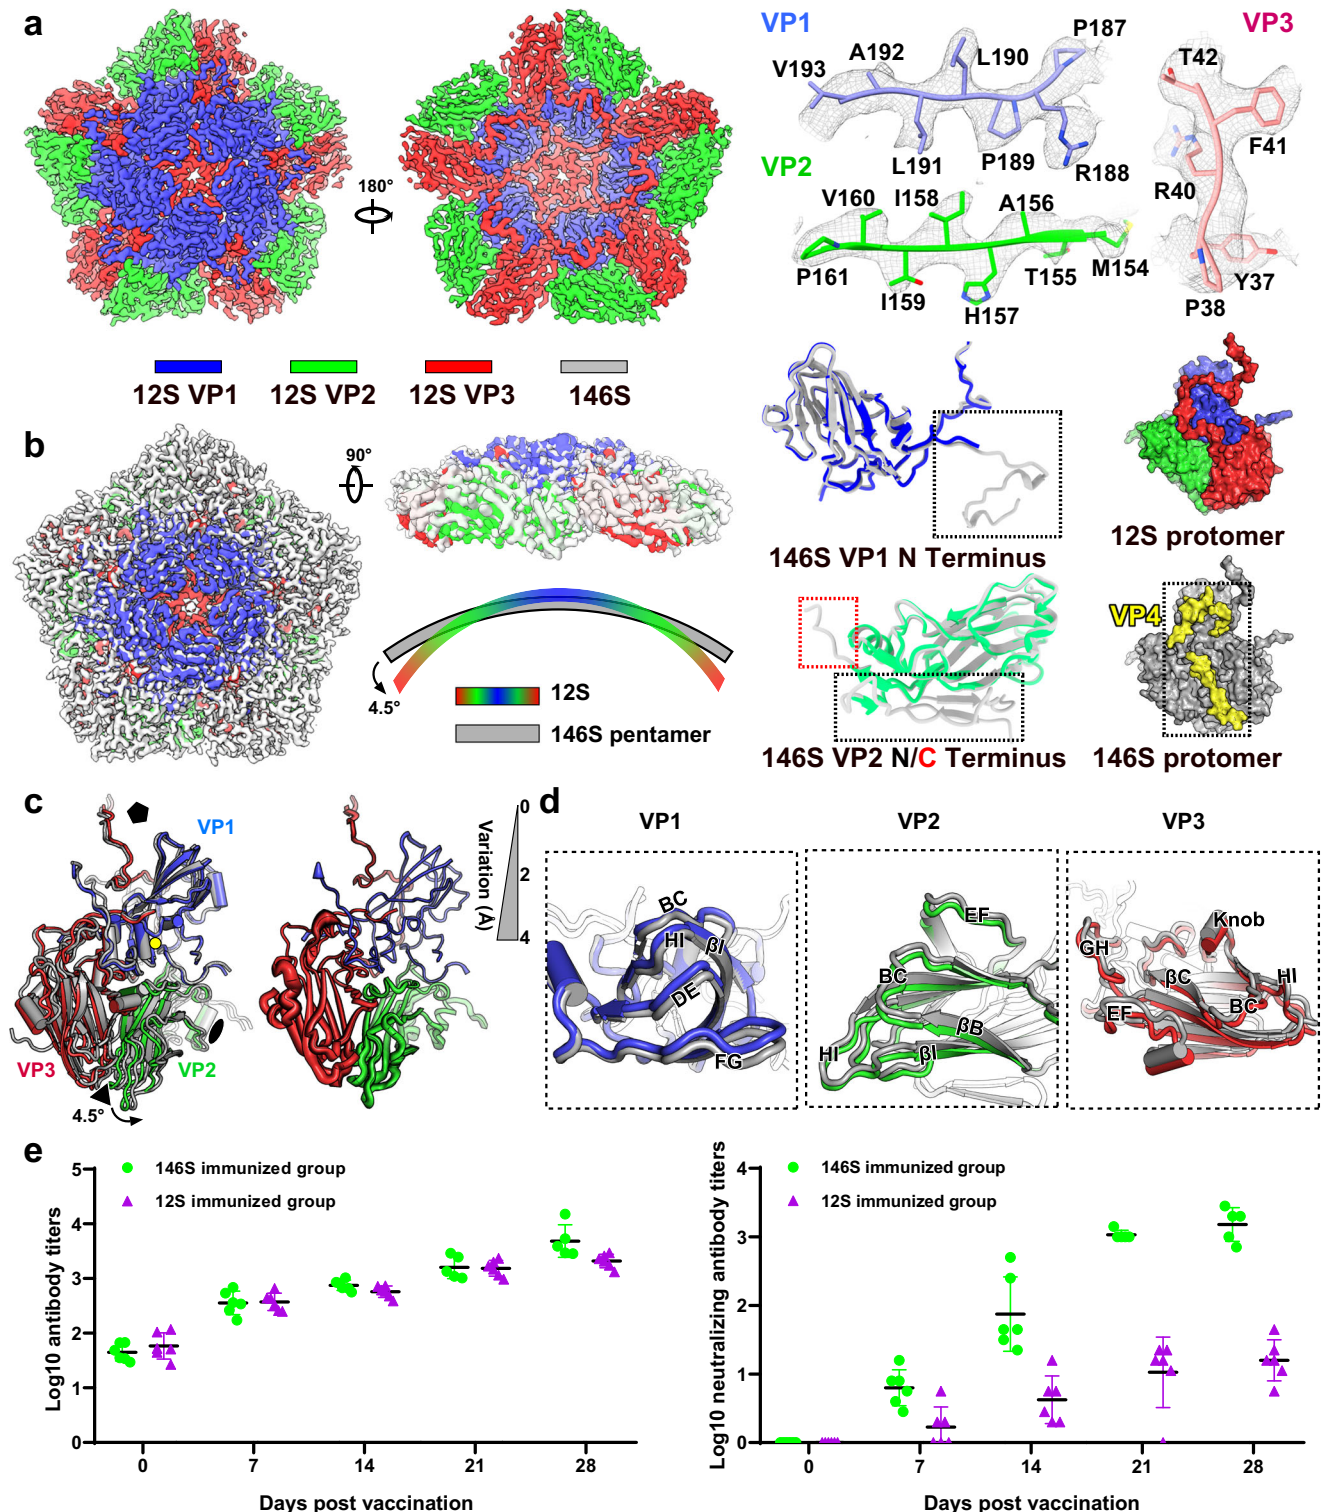 a
180°
12S VP1
12S VP2
12S VP3
146S
VP1
P187
A192
L190
V193
L191
P189
R188
VP2
V160
I158
A156
P161
I159
H157
T155
M154
VP3
T42
F41
R40
Y37
P38
146S VP1 N Terminus
12S protomer
146S VP2 N/C Terminus
VP4
146S protomer
b
90°
4.5°
12S
146S pentamer
c
VP1
VP3
VP2
4.5°
0
2
4
Variation (Å)
d
VP1
VP2
VP3
BC
HI
βI
DE
FG
EF
BC
βB
HI
βI
Knob
GH
βC
HI
BC
EF
e
146S immunized group
12S immunized group
Log10 antibody titers
5
4
3
2
1
0
0 7 14 21 28
Days post vaccination
146S immunized group
12S immunized group
Log10 neutralizing antibody titers
4
3
2
1
0
0 7 14 21 28
Days post vaccination